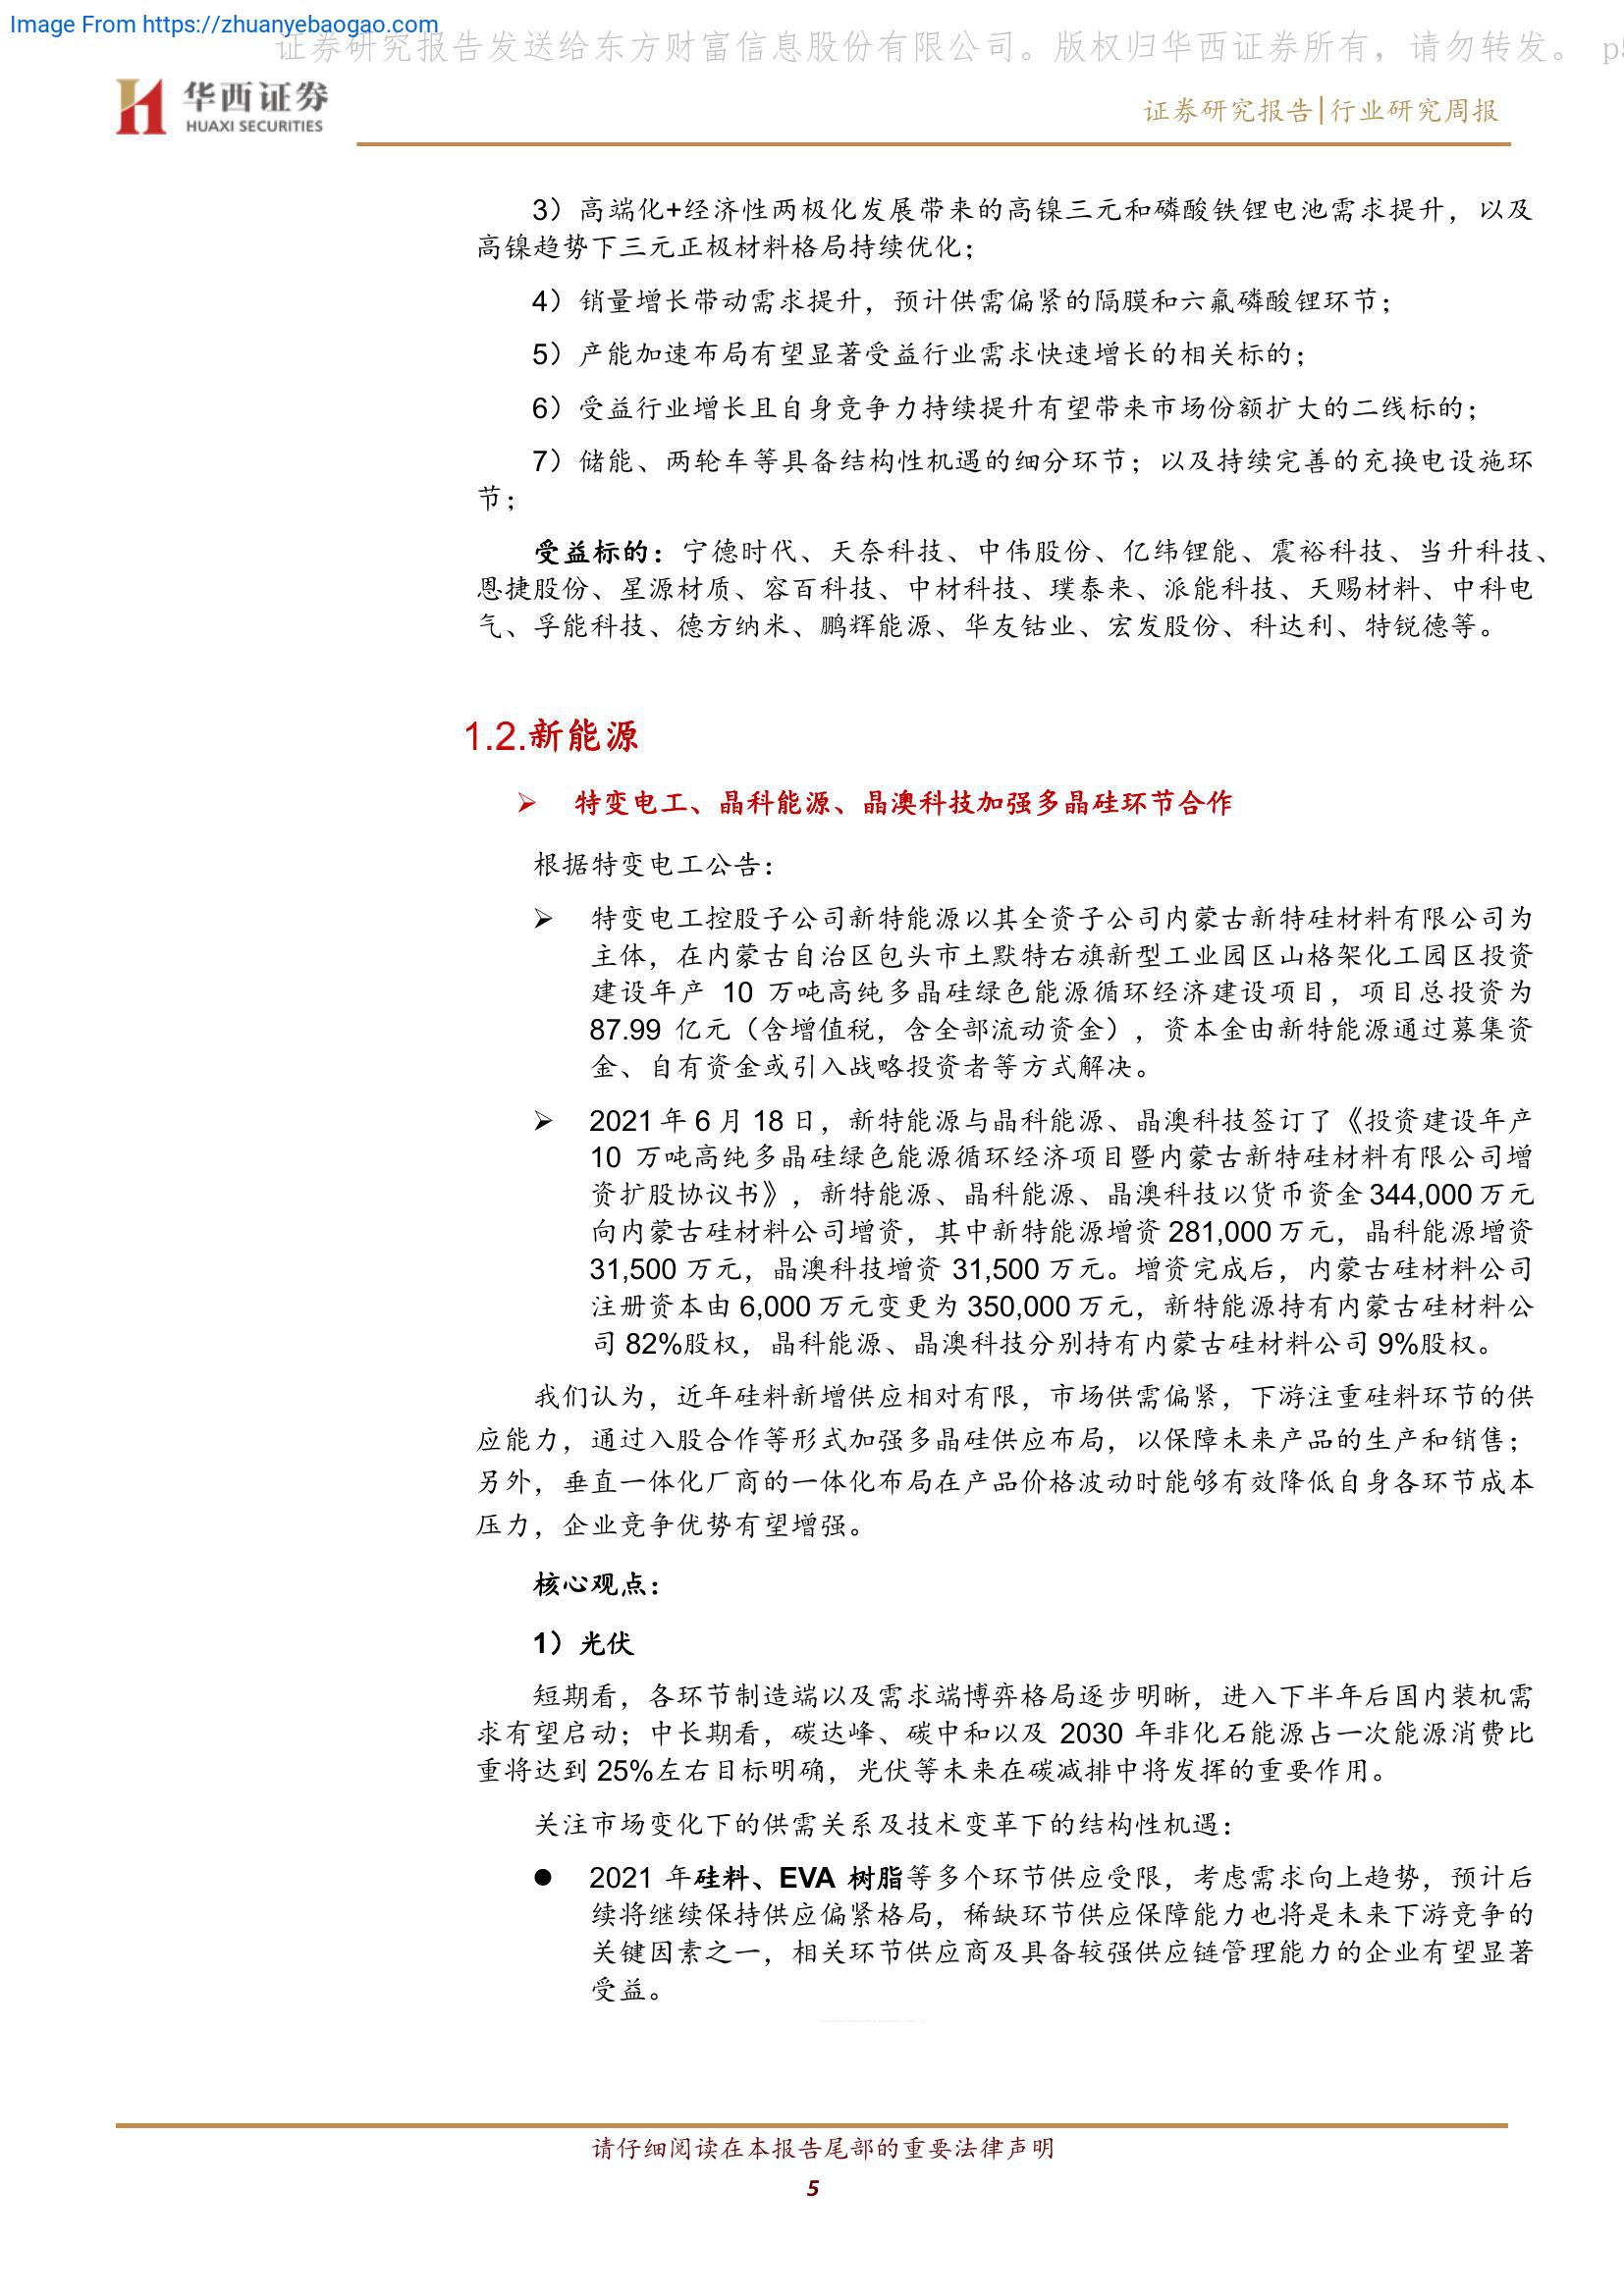 Image From https://zhuanyebaogao.com
证券研究报告发送给东方财富信息股份有限公司。版权归华西证券所有，请勿转发。 p5
华西证券
HUAXI SECURITIES
证券研究报告|行业研究周报
3）高端化+经济性两极化发展带来的高镍三元和磷酸铁锂电池需求提升，以及
高镍趋势下三元正极材料格局持续优化；
4）销量增长带动需求提升，预计供需偏紧的隔膜和六氟磷酸锂环节；
5）产能加速布局有望显著受益行业需求快速增长的相关标的；
6）受益行业增长且自身竞争力持续提升有望带来市场份额扩大的二线标的；
7）储能、两轮车等具备结构性机遇的细分环节；以及持续完善的充换电设施环
节；
受益标的：宁德时代、天奈科技、中伟股份、亿纬锂能、震裕科技、当升科技、
恩捷股份、星源材质、容百科技、中材科技、璞泰来、派能科技、天赐材料、中科电
气、孚能科技、德方纳米、鹏辉能源、华友钴业、宏发股份、科达利、特锐德等。
1.2.新能源
➢ 特变电工、晶科能源、晶澳科技加强多晶硅环节合作
根据特变电工公告：
➢ 特变电工控股子公司新特能源以其全资子公司内蒙古新特硅材料有限公司为
主体，在内蒙古自治区包头市土默特右旗新型工业园区山格架化工园区投资
建设年产 10 万吨高纯多晶硅绿色能源循环经济建设项目，项目总投资为
87.99 亿元（含增值税，含全部流动资金），资本金由新特能源通过募集资
金、自有资金或引入战略投资者等方式解决。
➢ 2021 年 6 月 18 日，新特能源与晶科能源、晶澳科技签订了《投资建设年产
10 万吨高纯多晶硅绿色能源循环经济项目暨内蒙古新特硅材料有限公司增
资扩股协议书》，新特能源、晶科能源、晶澳科技以货币资金 344,000 万元
向内蒙古硅材料公司增资，其中新特能源增资 281,000 万元，晶科能源增资
31,500 万元，晶澳科技增资 31,500 万元。增资完成后，内蒙古硅材料公司
注册资本由 6,000 万元变更为 350,000 万元，新特能源持有内蒙古硅材料公
司 82%股权，晶科能源、晶澳科技分别持有内蒙古硅材料公司 9%股权。
我们认为，近年硅料新增供应相对有限，市场供需偏紧，下游注重硅料环节的供
应能力，通过入股合作等形式加强多晶硅供应布局，以保障未来产品的生产和销售；
另外，垂直一体化厂商的一体化布局在产品价格波动时能够有效降低自身各环节成本
压力，企业竞争优势有望增强。
核心观点：
1）光伏
短期看，各环节制造端以及需求端博弈格局逐步明晰，进入下半年后国内装机需
求有望启动；中长期看，碳达峰、碳中和以及 2030 年非化石能源占一次能源消费比
重将达到 25%左右目标明确，光伏等未来在碳减排中将发挥的重要作用。
关注市场变化下的供需关系及技术变革下的结构性机遇：
● 2021 年硅料、EVA 树脂等多个环节供应受限，考虑需求向上趋势，预计后
续将继续保持供应偏紧格局，稀缺环节供应保障能力也将是未来下游竞争的
关键因素之一，相关环节供应商及具备较强供应链管理能力的企业有望显著
受益。
请仔细阅读在本报告尾部的重要法律声明
5